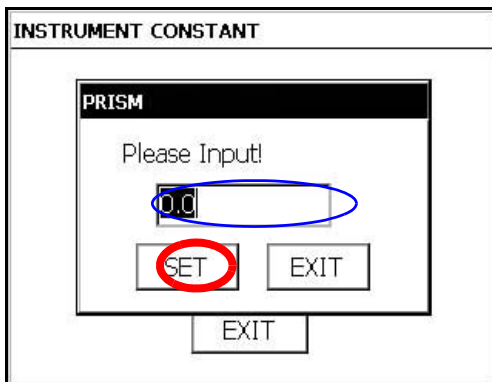 INSTRUMENT CONSTANT
PRISM
Please Input!
0.0
SET EXIT
EXIT